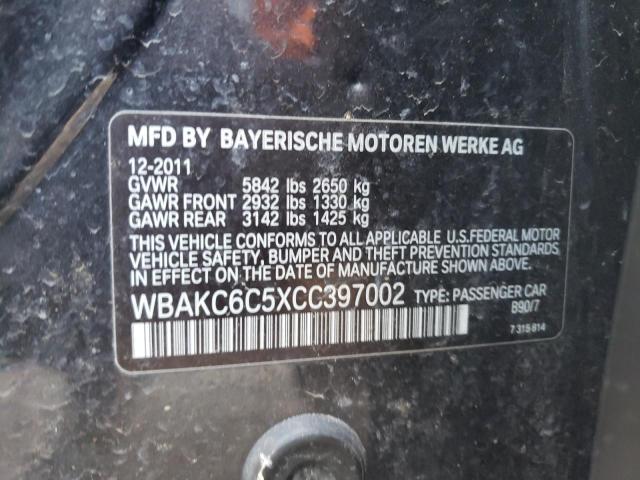 MFD BY BAYERISCHE MOTOREN WERKE AG
12-2011
GVWR 5842 lbs 2650 kg
GAWR FRONT 2932 lbs 1330 kg
GAWR REAR 3142 lbs 1425 kg
THIS VEHICLE CONFORMS TO ALL APPLICABLE U.S.FEDERAL MOTOR
VEHICLE SAFETY, BUMPER AND THEFT PREVENTION STANDARDS
IN EFFECT ON THE DATE OF MANUFACTURE SHOWN ABOVE.
WBAKC6C5XCC397002 TYPE: PASSENGER CAR
B90/7
7 315 814